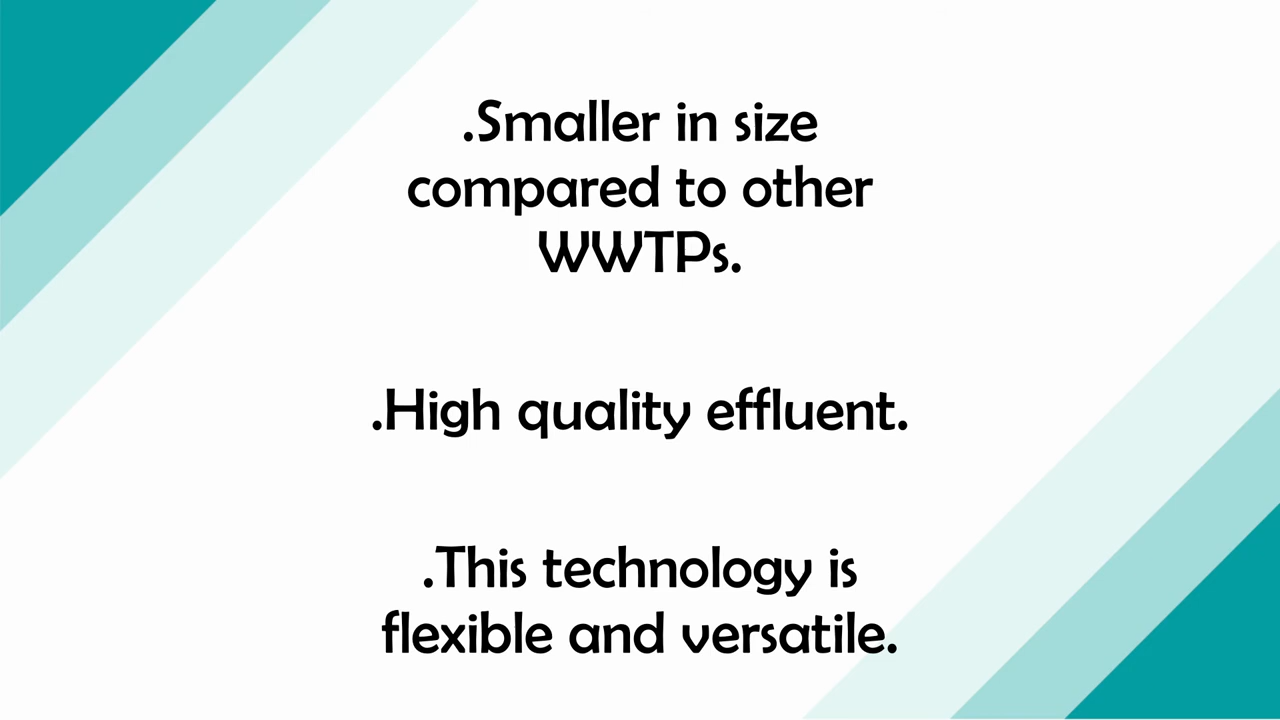 .Smaller in size
compared to other
WWTPs.
.High quality effluent.
.This technology is
flexible and versatile.